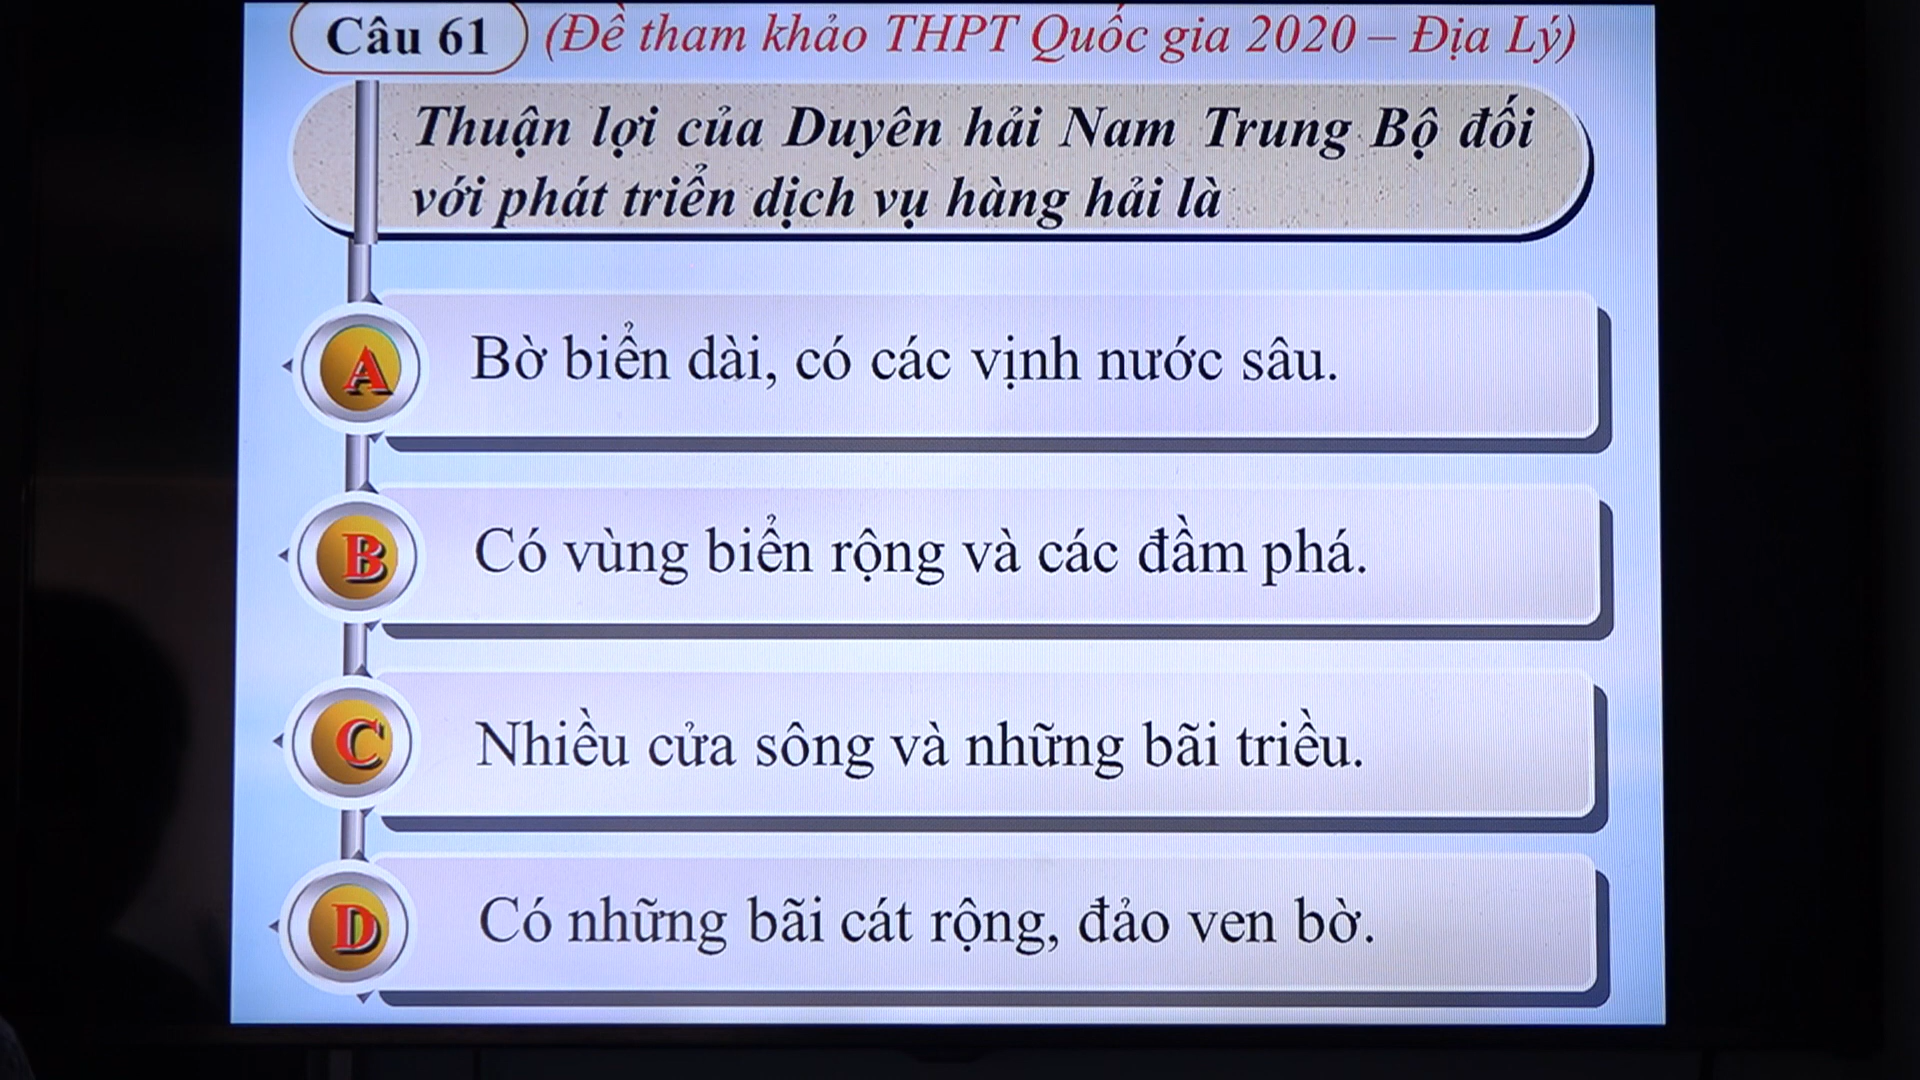 Câu 61 (Đề tham khảo THPT Quốc gia 2020 – Địa Lý)
Thuận lợi của Duyên hải Nam Trung Bộ đối
với phát triển dịch vụ hàng hải là
A Bờ biển dài, có các vịnh nước sâu.
B Có vùng biển rộng và các đầm phá.
C Nhiều cửa sông và những bãi triều.
D Có những bãi cát rộng, đảo ven bờ.